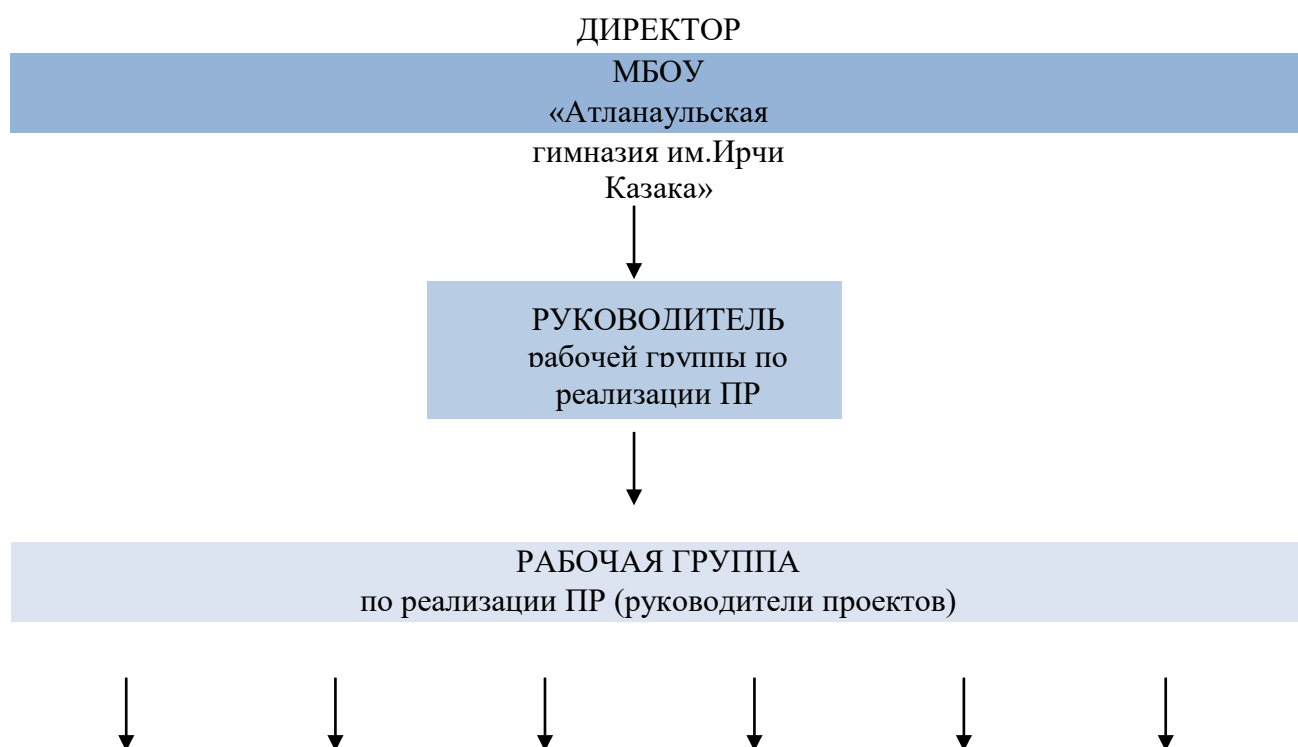 ДИРЕКТОР
МБОУ
«Атланаульская
гимназия им.Ирчи
Казака»
РУКОВОДИТЕЛЬ
рабочей группы по
реализации ПР
РАБОЧАЯ ГРУППА
по реализации ПР (руководители проектов)